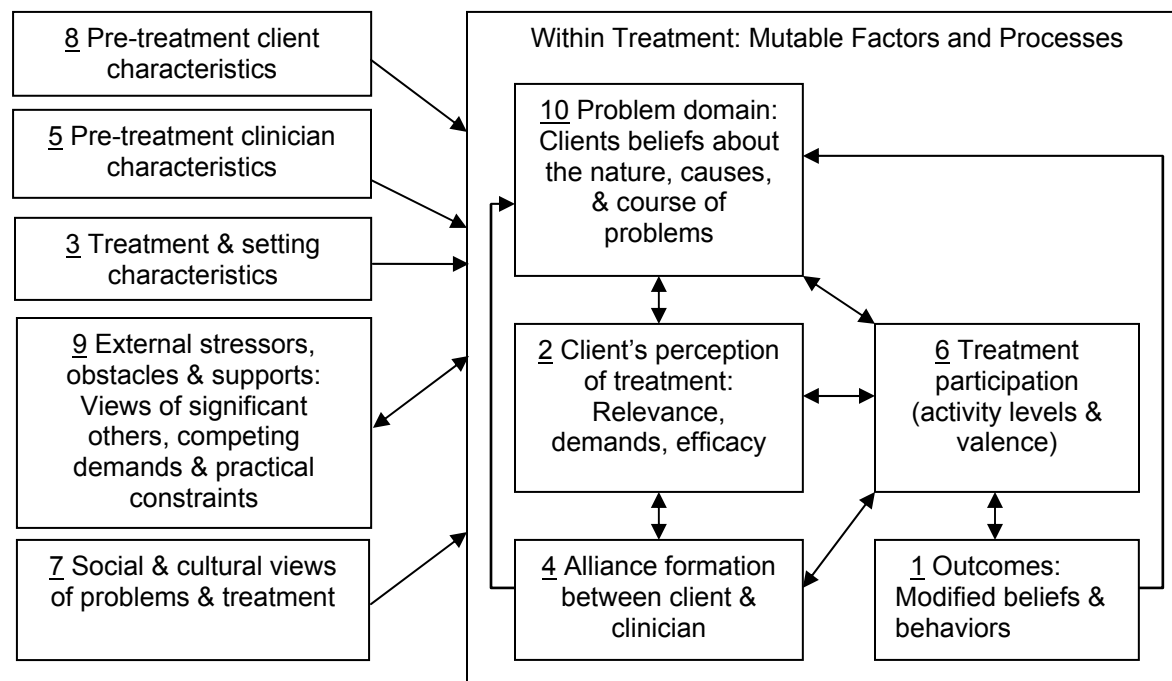 8 Pre-treatment client
characteristics
5 Pre-treatment clinician
characteristics
3 Treatment & setting
characteristics
9 External stressors,
obstacles & supports:
Views of significant
others, competing
demands & practical
constraints
7 Social & cultural views
of problems & treatment
Within Treatment: Mutable Factors and Processes
10 Problem domain:
Clients beliefs about
the nature, causes,
& course of
problems
2 Client’s perception
of treatment:
Relevance,
demands, efficacy
6 Treatment
participation
(activity levels &
valence)
4 Alliance formation
between client &
clinician
1 Outcomes:
Modified beliefs &
behaviors